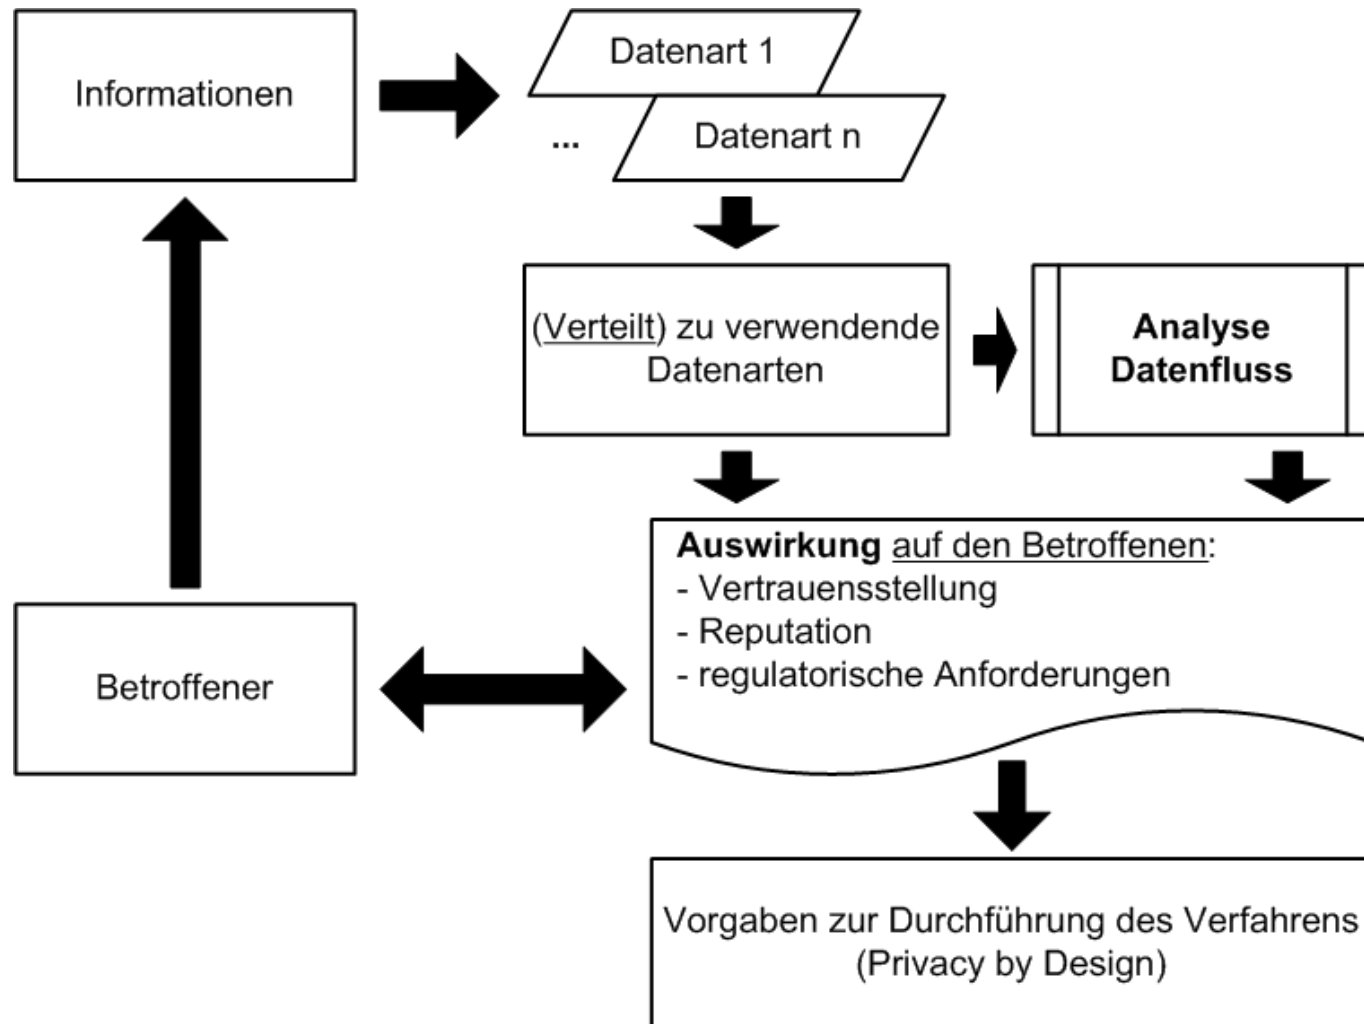 Informationen
Datenart 1
...
Datenart n
(Verteilt) zu verwendende
Datenarten
Analyse
Datenfluss
Auswirkung auf den Betroffenen:
- Vertrauensstellung
- Reputation
- regulatorische Anforderungen
Betroffener
Vorgaben zur Durchführung des Verfahrens
(Privacy by Design)